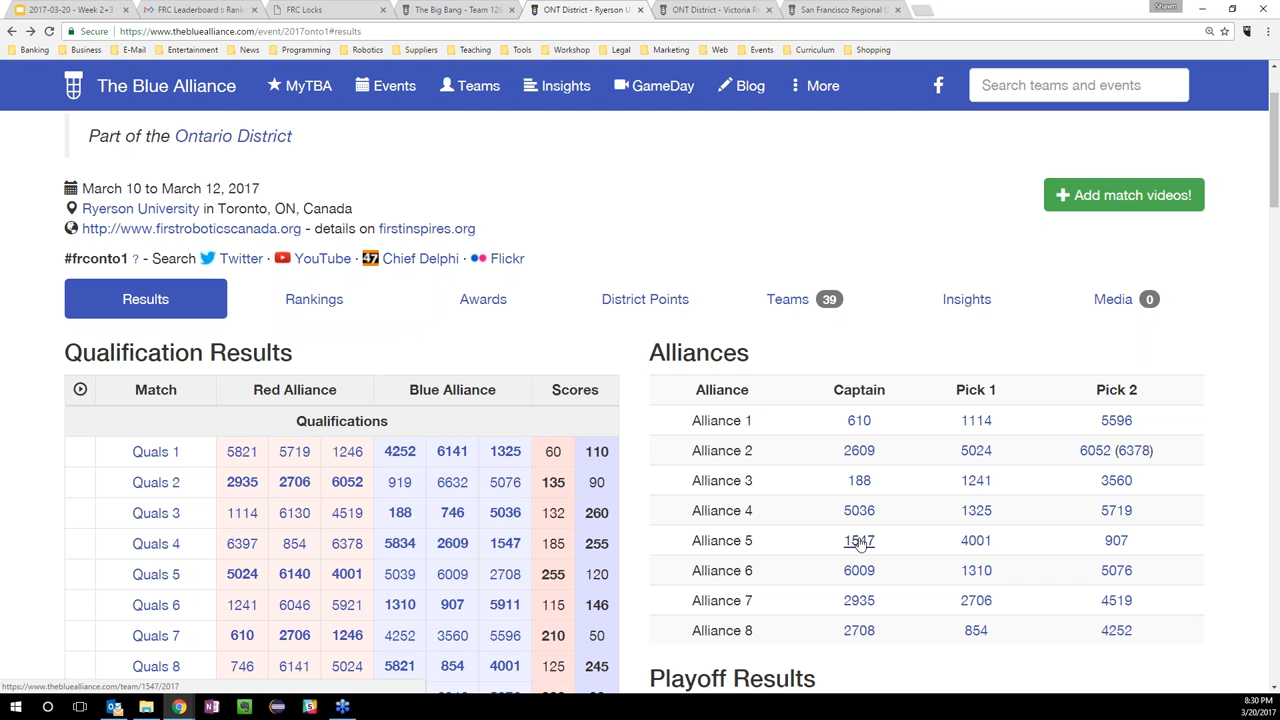 2017-03-20 - Week 2+3
FRC Leaderboard :: Rank
FRC Locks
The Big Bang - Team 128
ONT District - Ryerson U
ONT District - Victoria P
San Francisco Regional (
Shawn
Secure https://www.thebluealliance.com/event/2017onto1#results
Banking Business E-Mail Entertainment News Programming Robotics Suppliers Teaching Tools Workshop Legal Marketing Web Events Curriculum Shopping
The Blue Alliance MyTBA Events Teams Insights GameDay Blog More Search teams and events
Part of the Ontario District
March 10 to March 12, 2017
Add match videos!
Ryerson University in Toronto, ON, Canada
http://www.firstroboticscanada.org - details on firstinspires.org
#frconto1 ? - Search Twitter · YouTube · 47 Chief Delphi · Flickr
Results Rankings Awards District Points Teams 39 Insights Media 0
Qualification Results
Match Red Alliance Blue Alliance Scores
Qualifications
Quals 1 5821 5719 1246 4252 6141 1325 60 110
Quals 2 2935 2706 6052 919 6632 5076 135 90
Quals 3 1114 6130 4519 188 746 5036 132 260
Quals 4 6397 854 6378 5834 2609 1547 185 255
Quals 5 5024 6140 4001 5039 6009 2708 255 120
Quals 6 1241 6046 5921 1310 907 5911 115 146
Quals 7 610 2706 1246 4252 3560 5596 210 50
Quals 8 746 6141 5024 5821 854 4001 125 245
Alliances
Alliance Captain Pick 1 Pick 2
Alliance 1 610 1114 5596
Alliance 2 2609 5024 6052 (6378)
Alliance 3 188 1241 3560
Alliance 4 5036 1325 5719
Alliance 5 1547 4001 907
Alliance 6 6009 1310 5076
Alliance 7 2935 2706 4519
Alliance 8 2708 854 4252
Playoff Results
https://www.thebluealliance.com/team/1547/2017
8:30 PM
3/20/2017